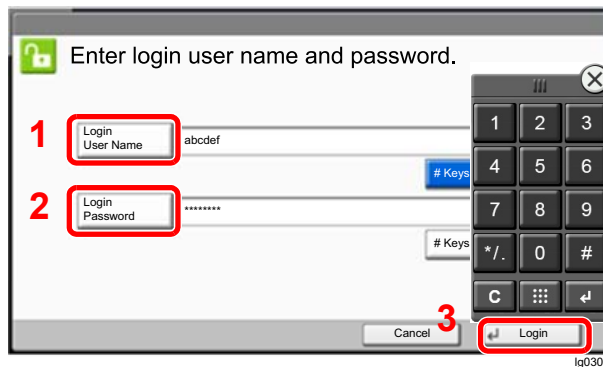 Enter login user name and password.
1
Login
User Name
abcdef
# Keys
2
Login
Password
********
# Keys
1 2 3
4 5 6
7 8 9
*/. 0 #
C
3
Cancel
Login
lg030